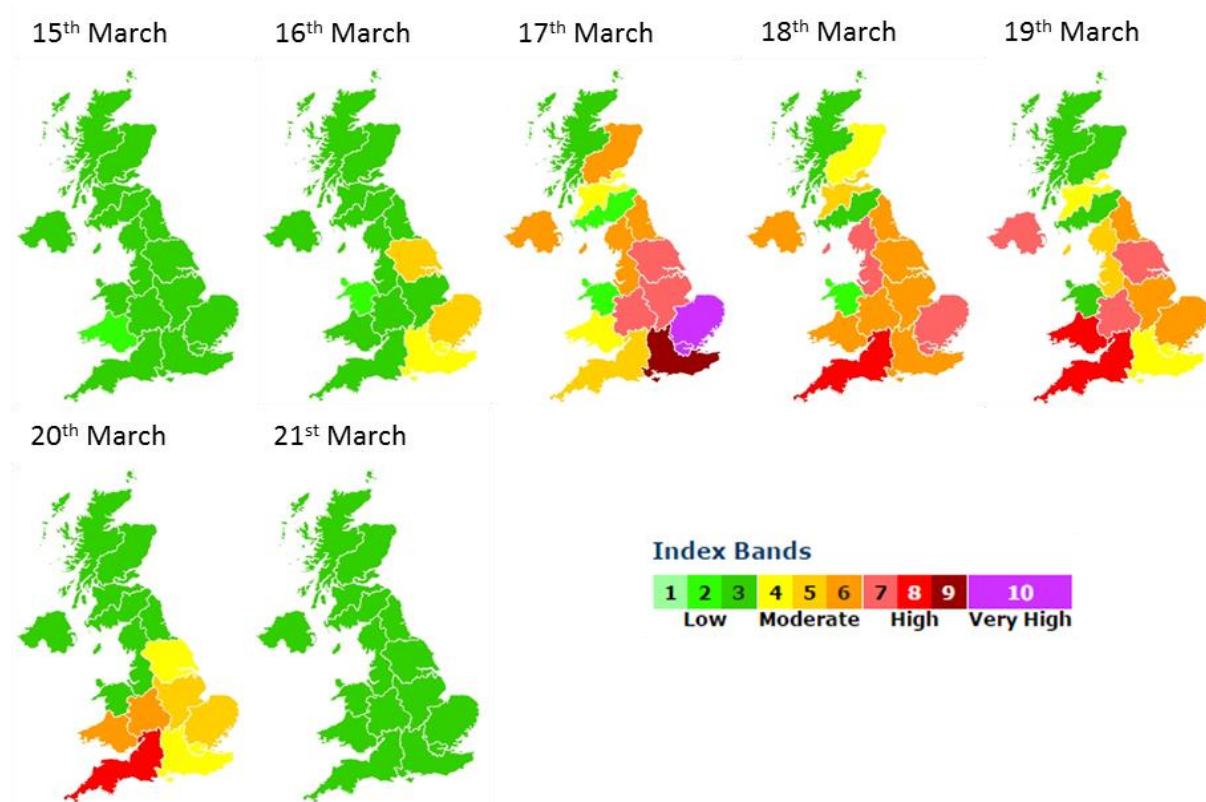 15th March
16th March
17th March
18th March
19th March
20th March
21st March
Index Bands
1 2 3 4 5 6 7 8 9 10
Low Moderate High Very High